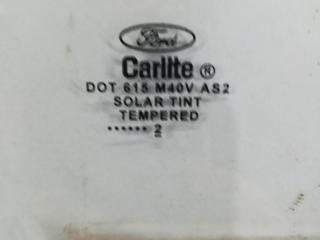 Ford
Carlite ®
DOT 615 M40V AS2
SOLAR TINT
TEMPERED
•••••• 2